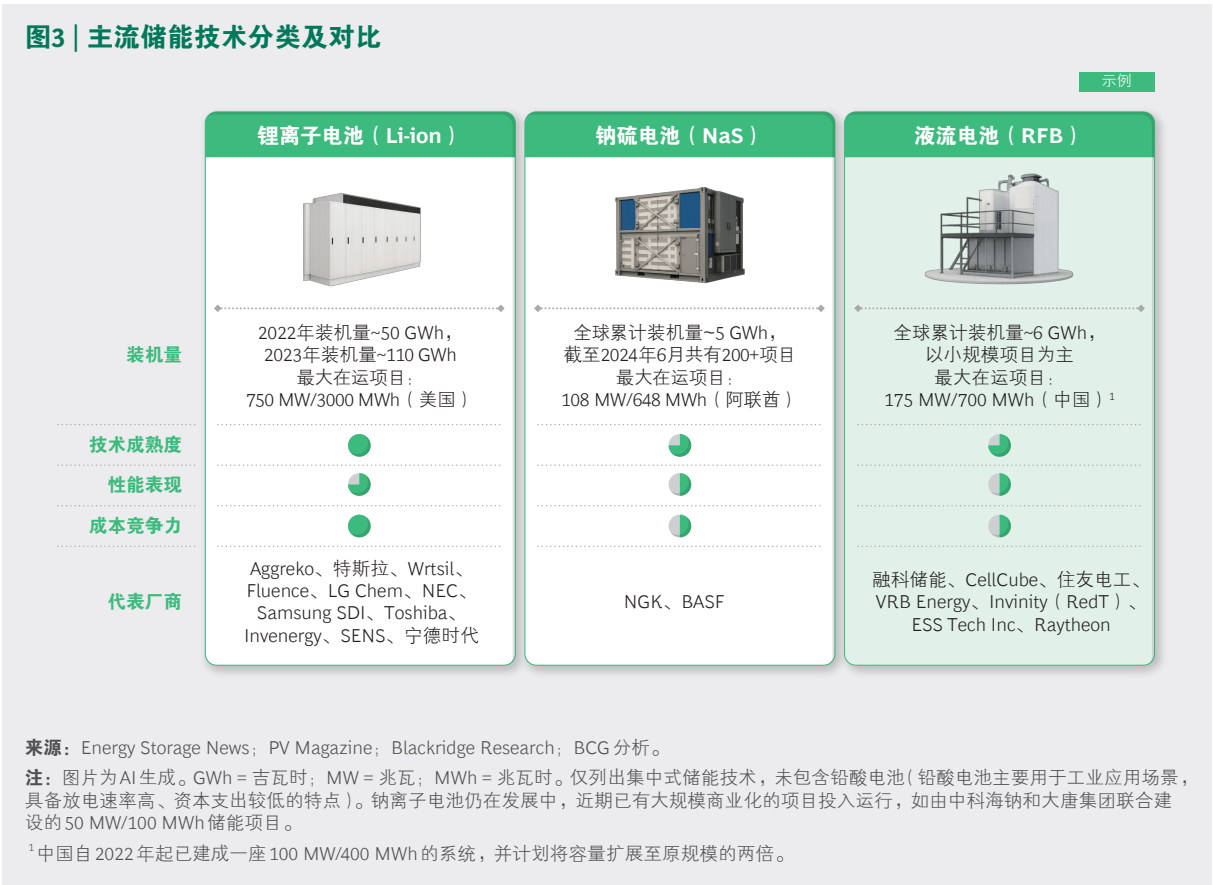 图3 | 主流储能技术分类及对比
示例
锂离子电池（Li-ion）
钠硫电池（NaS）
液流电池（RFB）
装机量
2022年装机量~50 GWh，
2023年装机量~110 GWh
最大在运项目：
750 MW/3000 MWh（美国）
全球累计装机量~5 GWh，
截至2024年6月共有200+项目
最大在运项目：
108 MW/648 MWh（阿联酋）
全球累计装机量~6 GWh，
以小规模项目为主
最大在运项目：
175 MW/700 MWh（中国）¹
技术成熟度
性能表现
成本竞争力
代表厂商
Aggreko、特斯拉、Wrtsil、
Fluence、LG Chem、NEC、
Samsung SDI、Toshiba、
Invenergy、SENS、宁德时代
NGK、BASF
融科储能、CellCube、住友电工、
VRB Energy、Invinity（RedT）、
ESS Tech Inc、Raytheon
来源：Energy Storage News；PV Magazine；Blackridge Research；BCG分析。
注：图片为AI生成。GWh = 吉瓦时；MW = 兆瓦；MWh = 兆瓦时。仅列出集中式储能技术，未包含铅酸电池（铅酸电池主要用于工业应用场景，
具备放电速率高、资本支出较低的特点）。钠离子电池仍在发展中，近期已有大规模商业化的项目投入运行，如由中科海钠和大唐集团联合建
设的50 MW/100 MWh储能项目。
¹中国自2022年起已建成一座100 MW/400 MWh的系统，并计划将容量扩展至原规模的两倍。